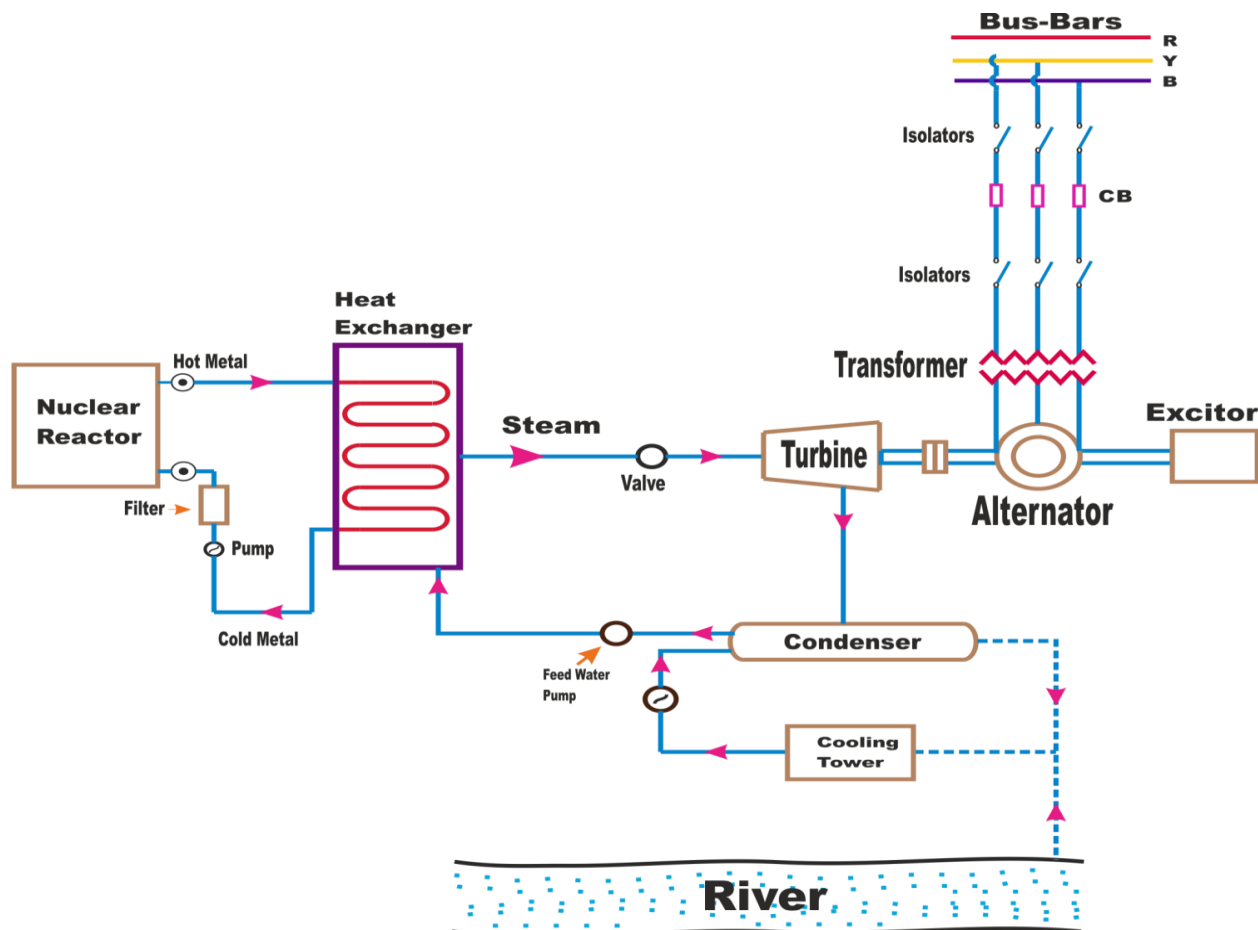 Bus-Bars
R
Y
B
Isolators
CB
Isolators
Heat
Exchanger
Hot Metal
Transformer
Nuclear
Reactor
Steam
Excitor
Turbine
Valve
Filter
Alternator
Pump
Cold Metal
Condenser
Feed Water
Pump
Cooling
Tower
River